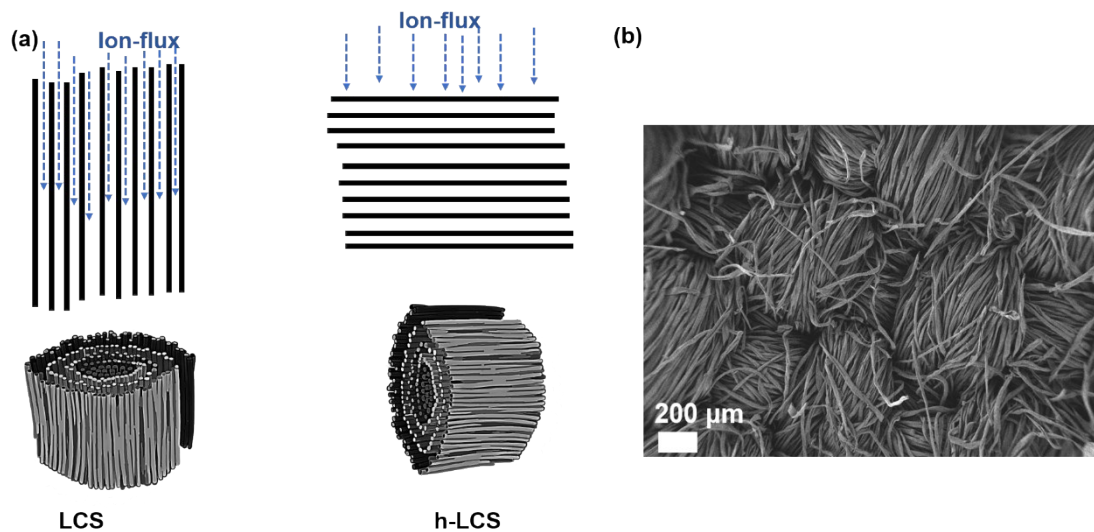 (a)
Ion-flux
Ion-flux
(b)
200 µm
LCS
h-LCS